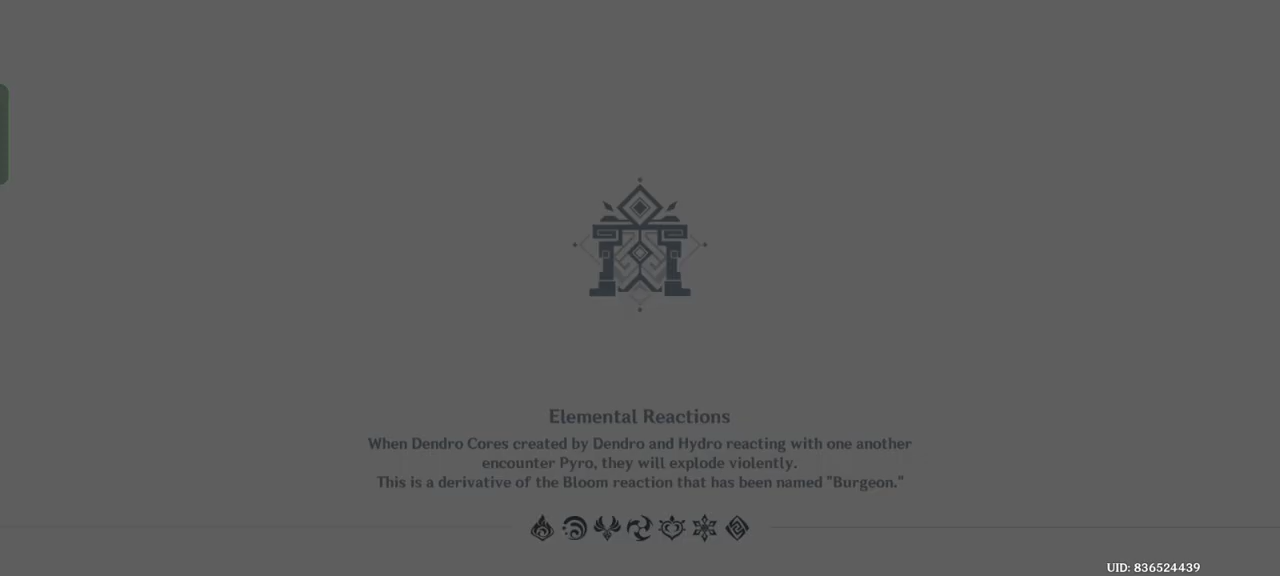 Elemental Reactions
When Dendro Cores created by Dendro and Hydro reacting with one another
encounter Pyro, they will explode violently.
This is a derivative of the Bloom reaction that has been named "Burgeon."
UID: 836524439